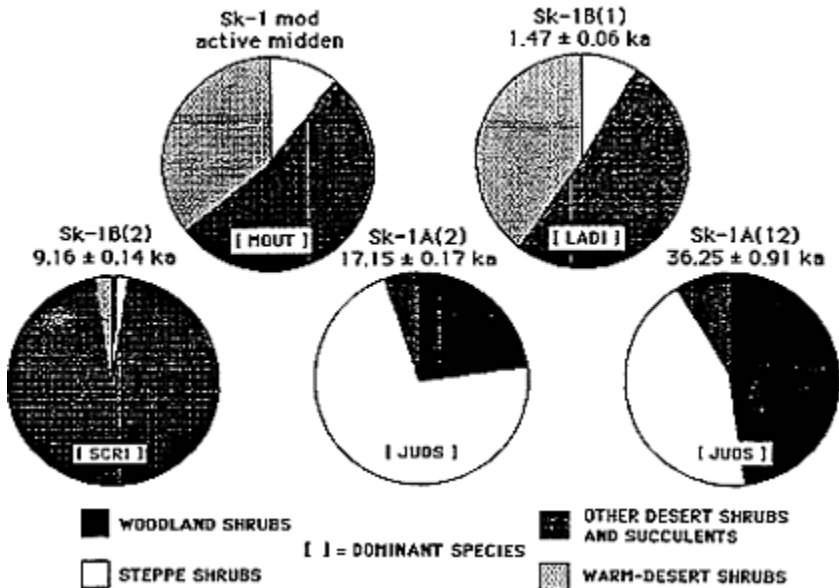 Sk-1 mod
active midden
Sk-1B(1)
1.47 ± 0.06 ka
[ MOUT ]
[ LADI ]
Sk-1B(2)
9.16 ± 0.14 ka
Sk-1A(2)
17.15 ± 0.17 ka
Sk-1A(12)
36.25 ± 0.91 ka
[ SCRI ]
[ JUOS ]
[ JUOS ]
WOODLAND SHRUBS
STEPPE SHRUBS
[ ] = DOMINANT SPECIES
OTHER DESERT SHRUBS
AND SUCCULENTS
WARM-DESERT SHRUBS